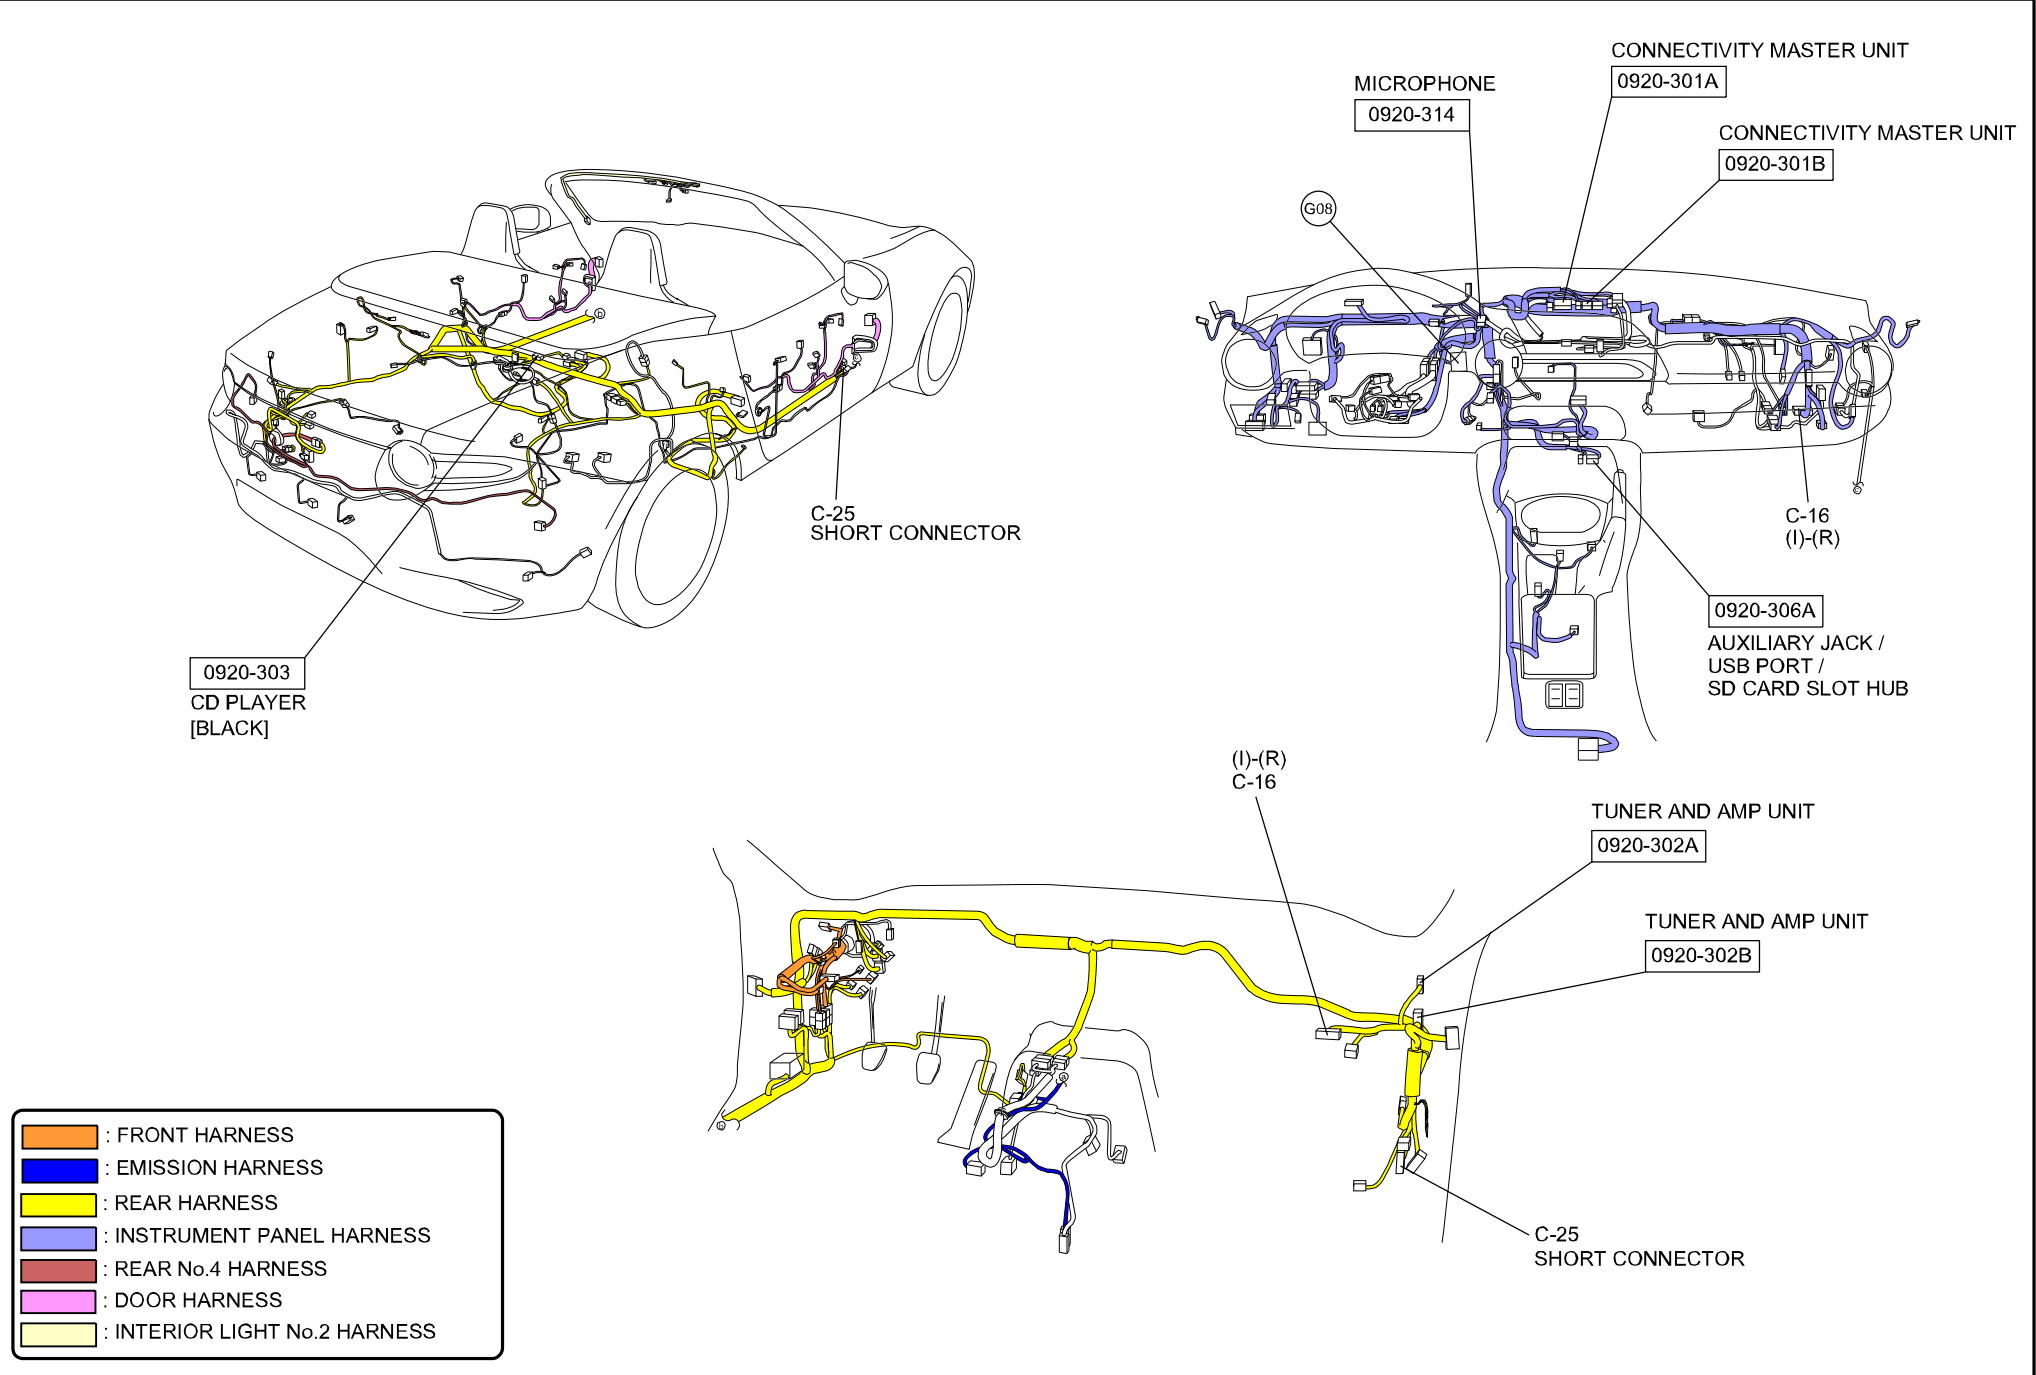 CONNECTIVITY MASTER UNIT
0920-301A
MICROPHONE
0920-314
CONNECTIVITY MASTER UNIT
0920-301B
G08
C-25
SHORT CONNECTOR
C-16
(I)-(R)
0920-306A
AUXILIARY JACK /
USB PORT /
SD CARD SLOT HUB
0920-303
CD PLAYER
[BLACK]
(I)-(R)
C-16
TUNER AND AMP UNIT
0920-302A
TUNER AND AMP UNIT
0920-302B
C-25
SHORT CONNECTOR
: FRONT HARNESS
: EMISSION HARNESS
: REAR HARNESS
: INSTRUMENT PANEL HARNESS
: REAR No.4 HARNESS
: DOOR HARNESS
: INTERIOR LIGHT No.2 HARNESS